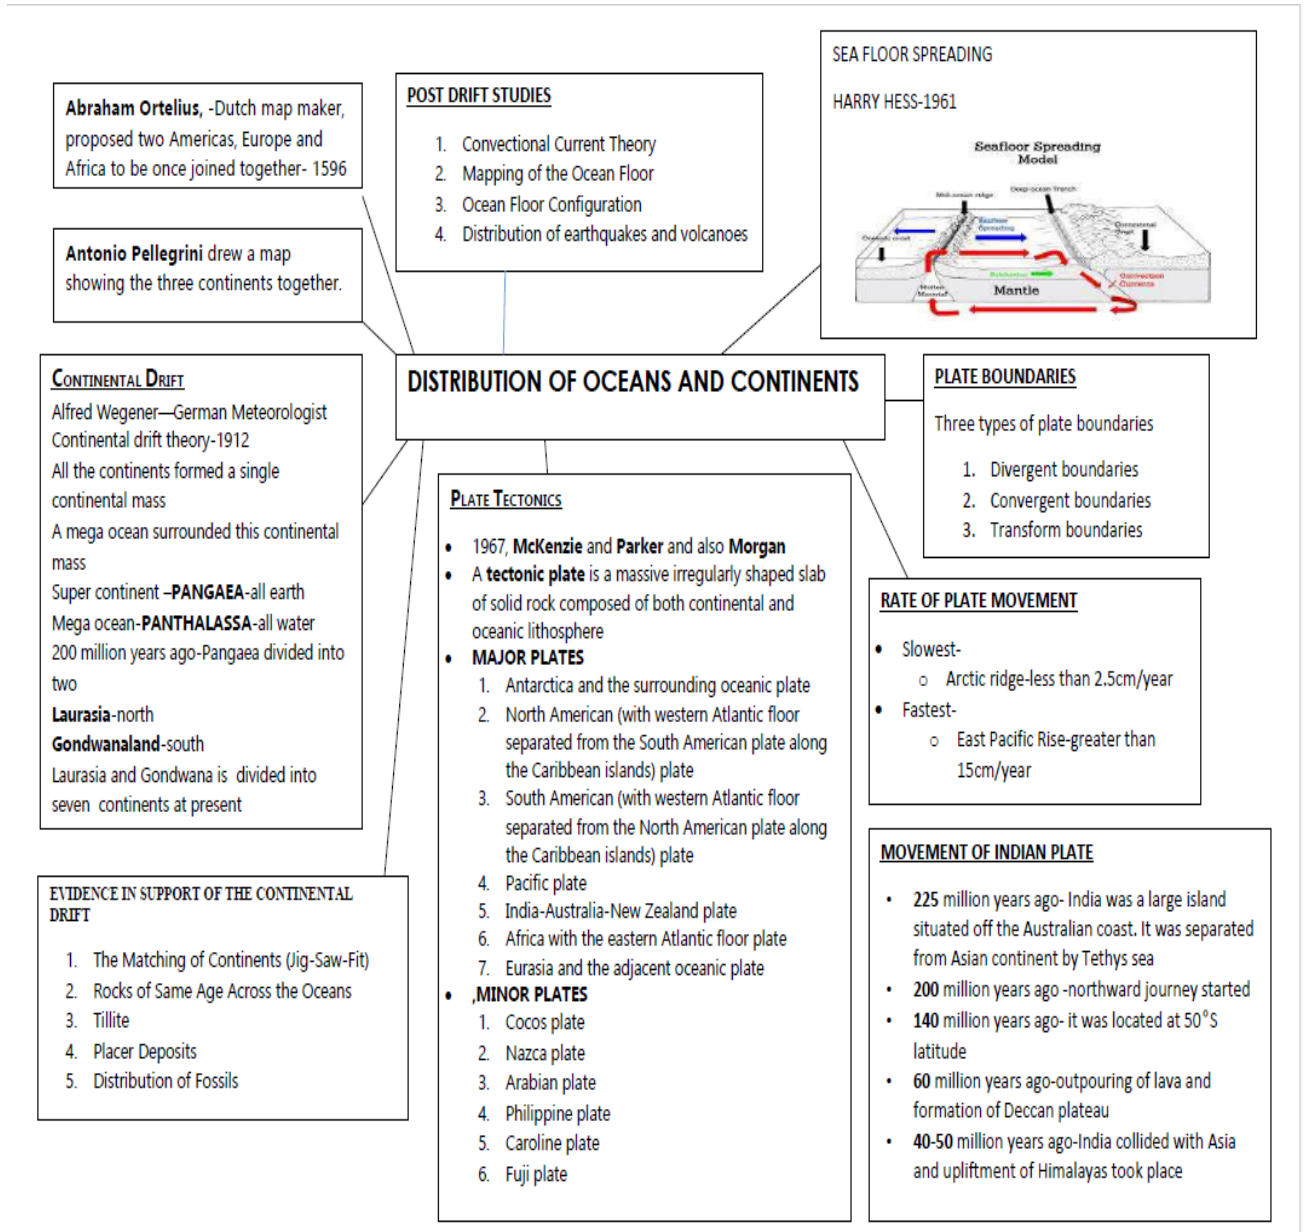 Abraham Ortelius, -Dutch map maker,
proposed two Americas, Europe and
Africa to be once joined together- 1596
Antonio Pellegrini drew a map
showing the three continents together.
POST DRIFT STUDIES
1. Convectional Current Theory
2. Mapping of the Ocean Floor
3. Ocean Floor Configuration
4. Distribution of earthquakes and volcanoes
SEA FLOOR SPREADING
HARRY HESS-1961
Seafloor Spreading
Model
Mid-ocean ridge
Deep-ocean Trench
Seafloor
Spreading
Oceanic crust
Continental
Subduction
Convection
Currents
Molten
Material
Mantle
DISTRIBUTION OF OCEANS AND CONTINENTS
CONTINENTAL DRIFT
Alfred Wegener—German Meteorologist
Continental drift theory-1912
All the continents formed a single
continental mass
A mega ocean surrounded this continental
mass
Super continent –PANGAEA-all earth
Mega ocean-PANTHALASSA-all water
200 million years ago-Pangaea divided into
two
Laurasia-north
Gondwanaland-south
Laurasia and Gondwana is divided into
seven continents at present
EVIDENCE IN SUPPORT OF THE CONTINENTAL
DRIFT
1. The Matching of Continents (Jig-Saw-Fit)
2. Rocks of Same Age Across the Oceans
3. Tillite
4. Placer Deposits
5. Distribution of Fossils
PLATE TECTONICS
• 1967, McKenzie and Parker and also Morgan
• A tectonic plate is a massive irregularly shaped slab
of solid rock composed of both continental and
oceanic lithosphere
• MAJOR PLATES
1. Antarctica and the surrounding oceanic plate
2. North American (with western Atlantic floor
separated from the South American plate along
the Caribbean islands) plate
3. South American (with western Atlantic floor
separated from the North American plate along
the Caribbean islands) plate
4. Pacific plate
5. India-Australia-New Zealand plate
6. Africa with the eastern Atlantic floor plate
7. Eurasia and the adjacent oceanic plate
• ,MINOR PLATES
1. Cocos plate
2. Nazca plate
3. Arabian plate
4. Philippine plate
5. Caroline plate
6. Fuji plate
PLATE BOUNDARIES
Three types of plate boundaries
1. Divergent boundaries
2. Convergent boundaries
3. Transform boundaries
RATE OF PLATE MOVEMENT
• Slowest-
o Arctic ridge-less than 2.5cm/year
• Fastest-
o East Pacific Rise-greater than
15cm/year
MOVEMENT OF INDIAN PLATE
• 225 million years ago- India was a large island
situated off the Australian coast. It was separated
from Asian continent by Tethys sea
• 200 million years ago -northward journey started
• 140 million years ago- it was located at 50°S
latitude
• 60 million years ago-outpouring of lava and
formation of Deccan plateau
• 40-50 million years ago-India collided with Asia
and upliftment of Himalayas took place